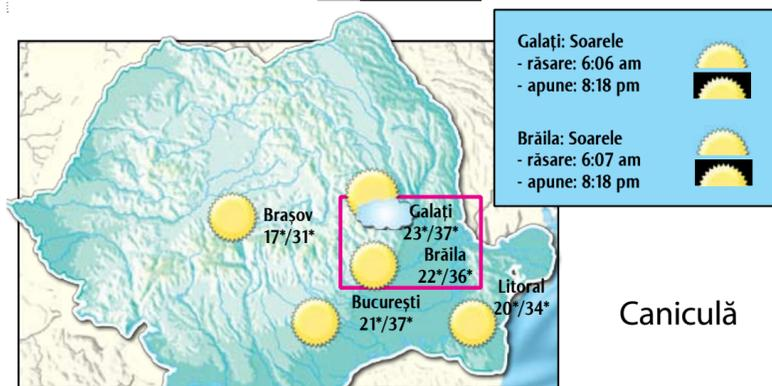 Galați: Soarele
- răsare: 6:06 am
- apune: 8:18 pm
Brăila: Soarele
- răsare: 6:07 am
- apune: 8:18 pm
Brașov
17*/31*
Galați
23*/37*
Brăila
22*/36*
București
21*/37*
Litoral
20*/34*
Caniculă